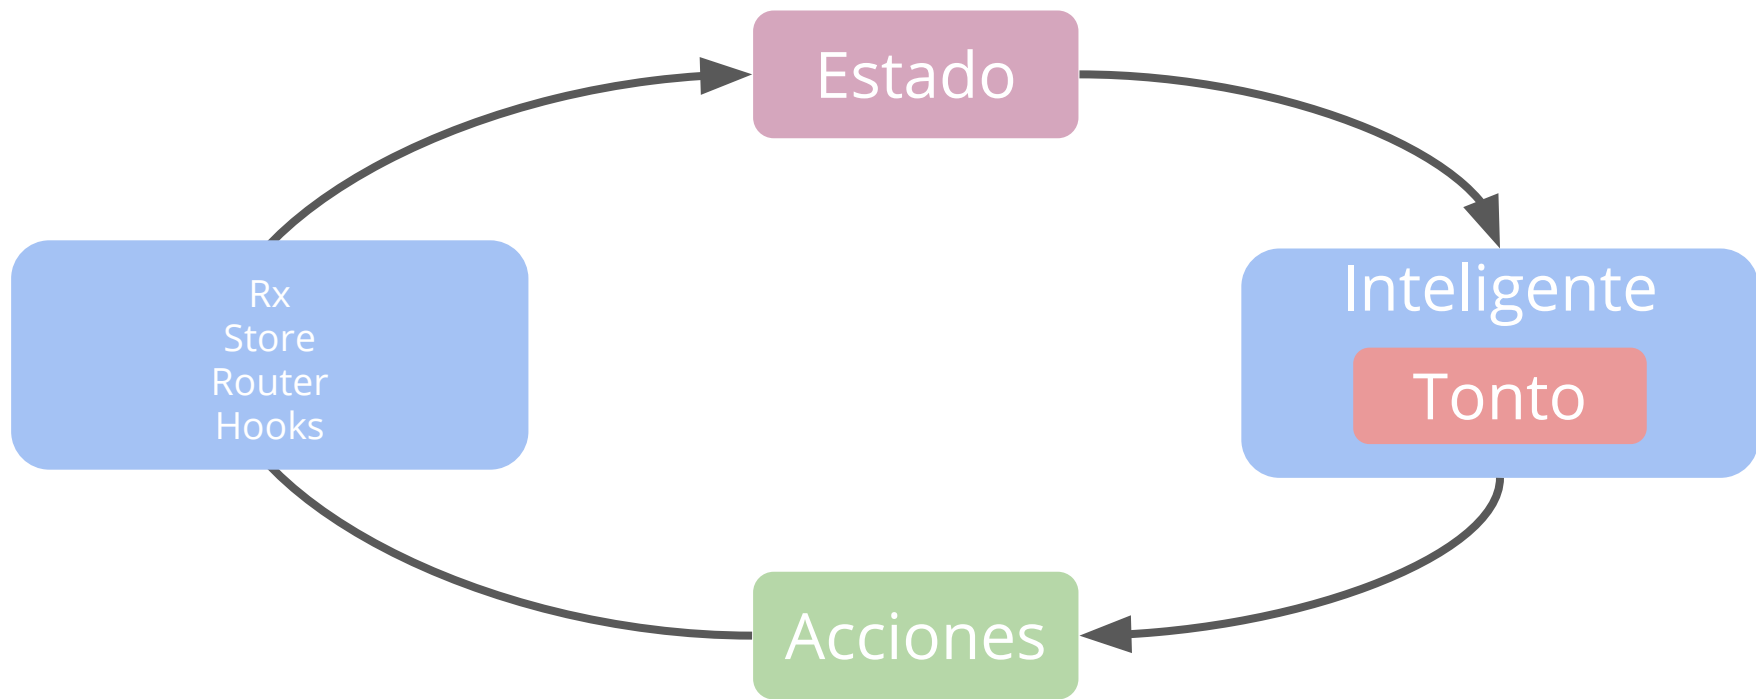 Estado
Rx
Store
Router
Hooks
Inteligente
Tonto
Acciones